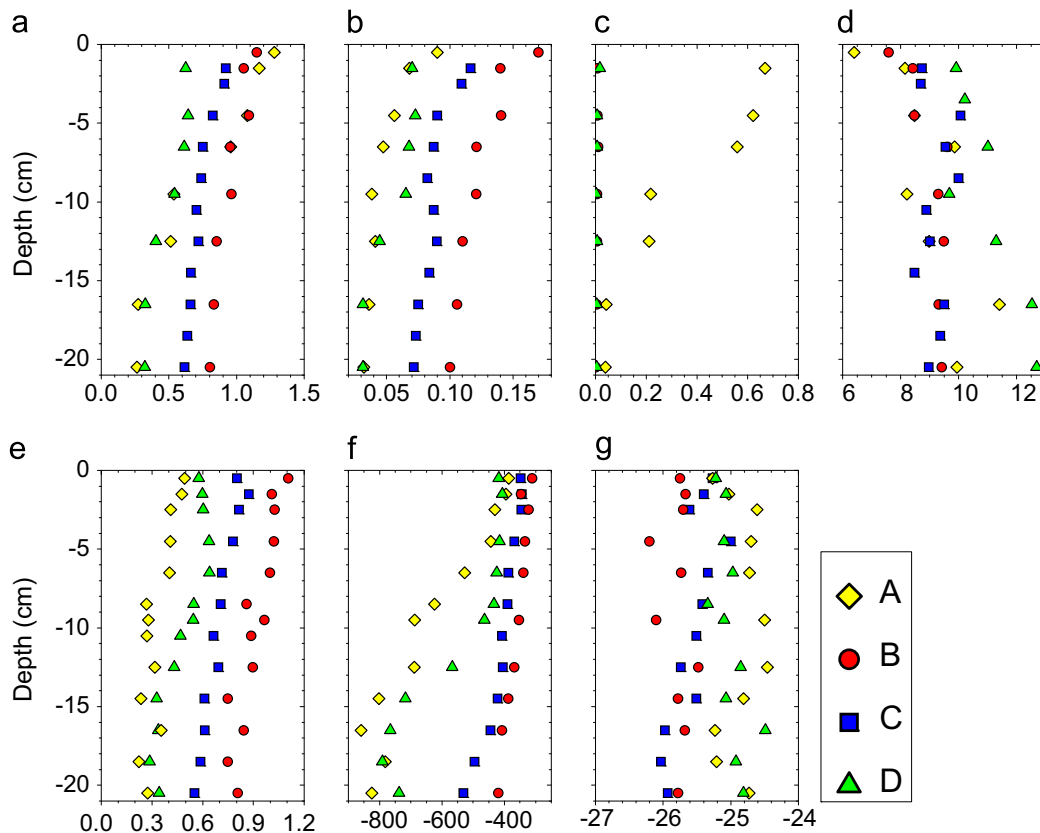 a b c d
0
-5
-10
-15
-20
Depth (cm)
0.0 0.5 1.0 1.5
0.05 0.10 0.15
0.0 0.2 0.4 0.6 0.8
6 8 10 12
e f g
0
-5
-10
-15
-20
Depth (cm)
0.0 0.3 0.6 0.9 1.2
-800 -600 -400
-27 -26 -25 -24
A
B
C
D